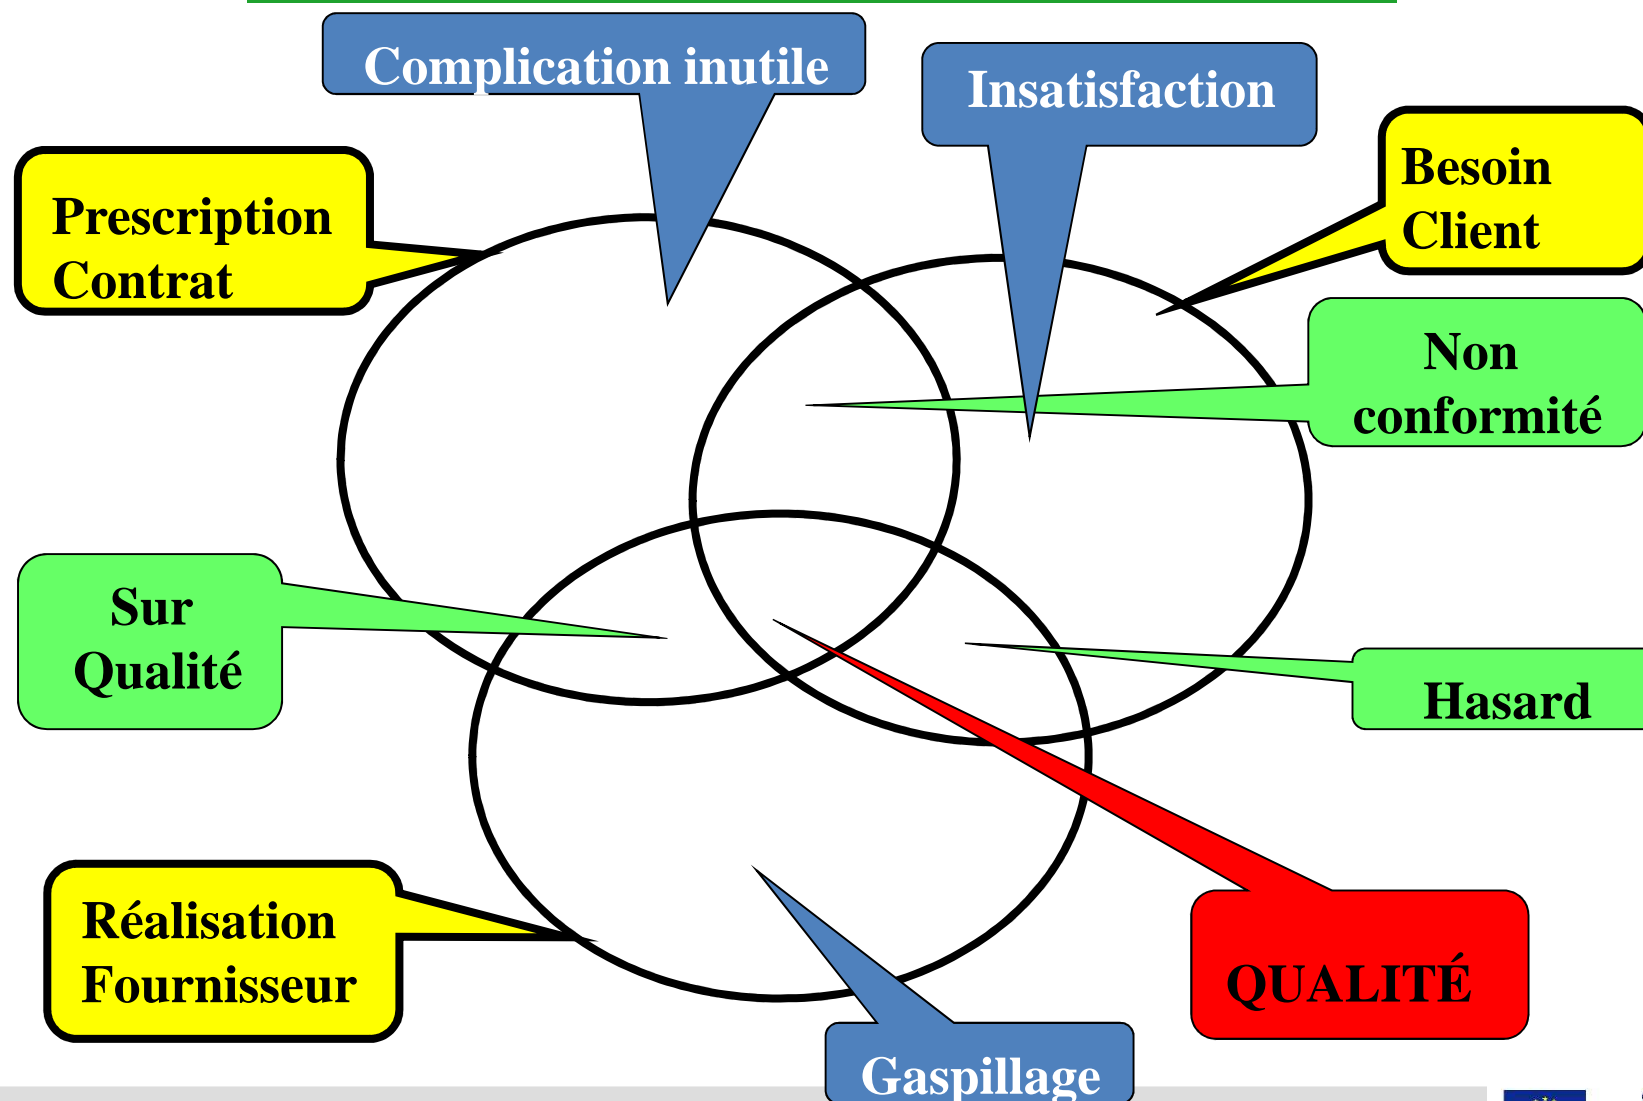 Complication inutile
Insatisfaction
Besoin
Client
Prescription
Contrat
Non
conformité
Sur
Qualité
Hasard
Réalisation
Fournisseur
QUALITÉ
Gaspillage